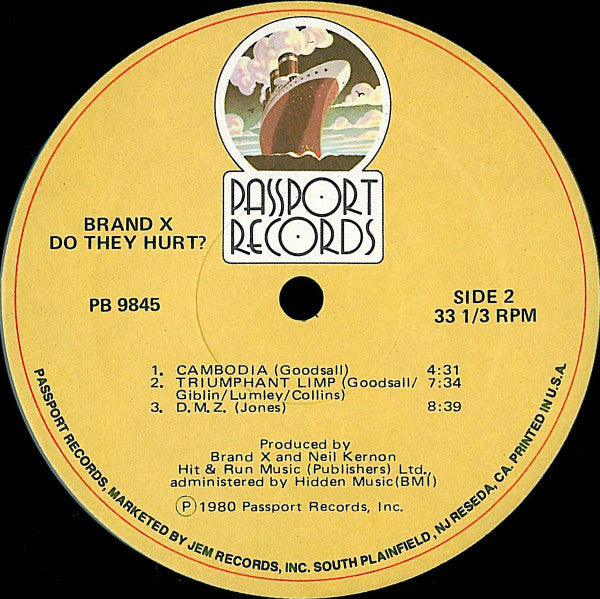 PASSPORT
RECORDS
BRAND X
DO THEY HURT?
PB 9845
SIDE 2
33 1/3 RPM
1. CAMBODIA (Goodsall) 4:31
2. TRIUMPHANT LIMP (Goodsall/ 7:34
Giblin/Lumley/Collins)
3. D.M.Z. (Jones) 8:39
Produced by
Brand X and Neil Kernon
Hit & Run Music (Publishers) Ltd.,
administered by Hidden Music(BMI)
Ⓟ 1980 Passport Records, Inc.
PASSPORT RECORDS, MARKETED BY JEM RECORDS, INC. SOUTH PLAINFIELD, NJ RESEDA, CA. PRINTED IN U.S.A.